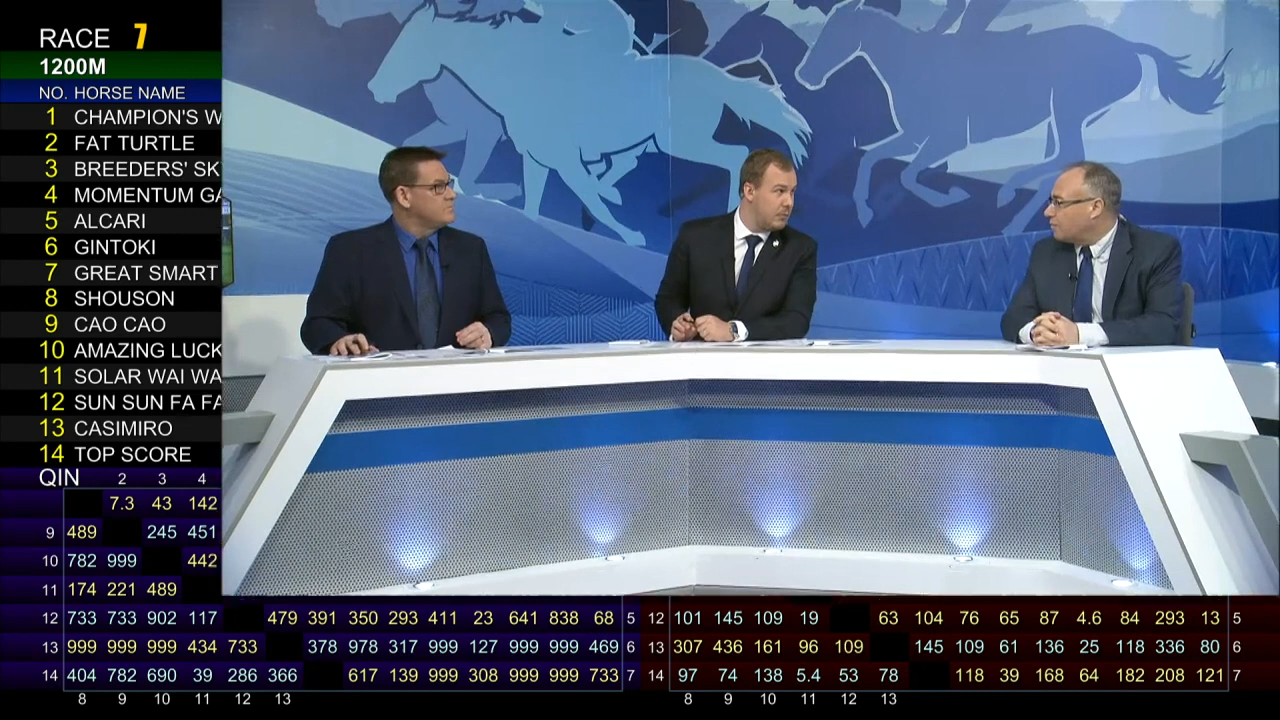 RACE 7
1200M
NO. HORSE NAME
1 CHAMPION'S W
2 FAT TURTLE
3 BREEDERS' SK
4 MOMENTUM GA
5 ALCARI
6 GINTOKI
7 GREAT SMART
8 SHOUSON
9 CAO CAO
10 AMAZING LUCK
11 SOLAR WAI WA
12 SUN SUN FA FA
13 CASIMIRO
14 TOP SCORE
QIN 2 3 4
7.3 43 142
9 489 245 451
10 782 999 442
11 174 221 489
12 733 733 902 117 479 391 350 293 411 23 641 838 68 5 12 101 145 109 19 63 104 76 65 87 4.6 84 293 13 5
13 999 999 999 434 733 378 978 317 999 127 999 999 469 6 13 307 436 161 96 109 145 109 61 136 25 118 336 80 6
14 404 782 690 39 286 366 617 139 999 308 999 999 733 7 14 97 74 138 5.4 53 78 118 39 168 64 182 208 121 7
8 9 10 11 12 13 8 9 10 11 12 13